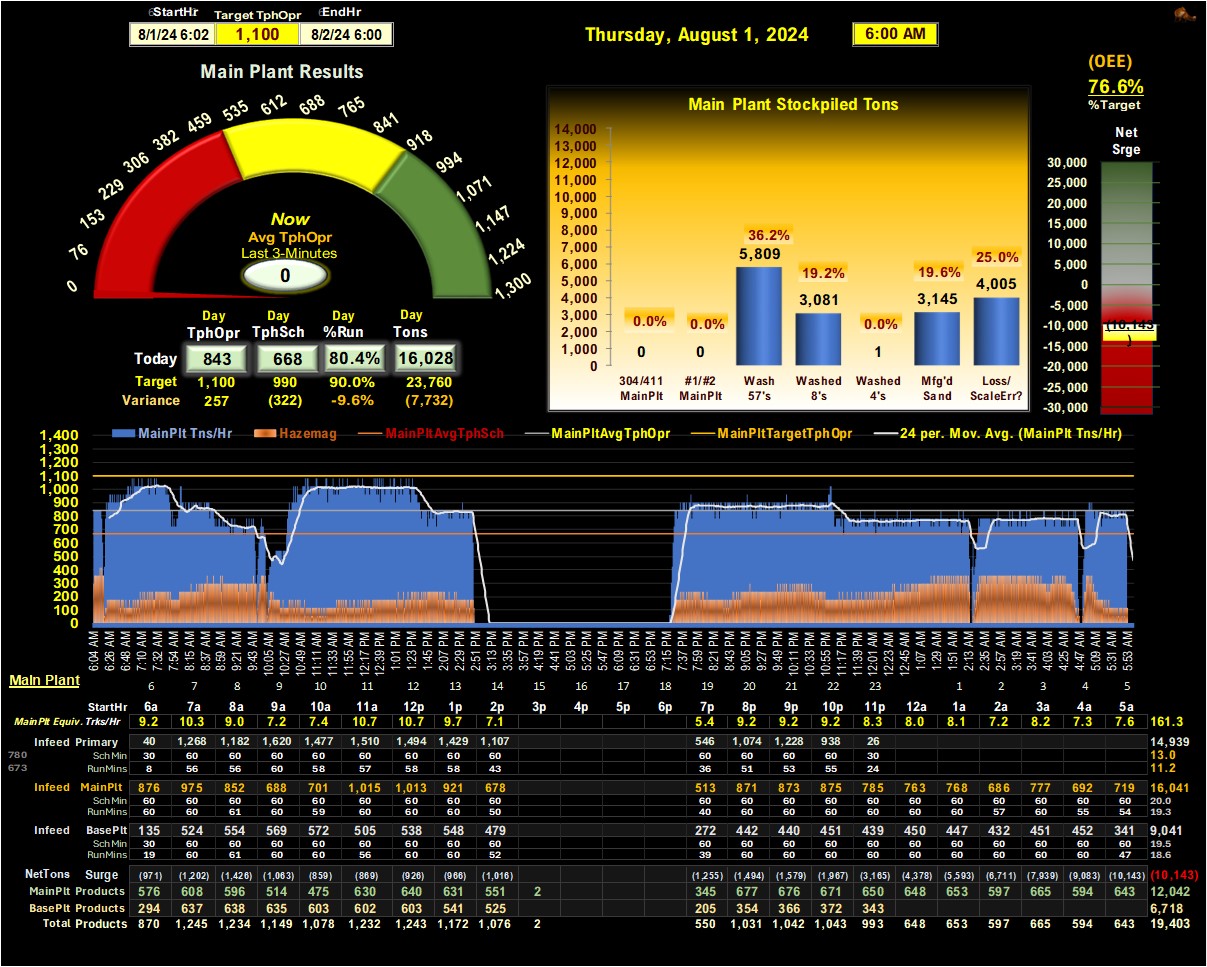 StartHr Target TphOpr EndHr
8/1/24 6:02 1,100 8/2/24 6:00
Thursday, August 1, 2024 6:00 AM
(OEE)
76.6%
%Target
Main Plant Results
0 76 153 229 306 382 459 535 612 688 765 841 918 994 1,071 1,147 1,224 1,300
Now
Avg TphOpr
Last 3-Minutes
0
Day Day Day Day
TphOpr TphSch %Run Tons
Today 843 668 80.4% 16,028
Target 1,100 990 90.0% 23,760
Variance 257 (322) -9.6% (7,732)
Main Plant Stockpiled Tons
14,000
13,000
12,000
11,000
10,000
9,000
8,000
7,000
6,000
5,000
4,000
3,000
2,000
1,000
0
0.0% 0.0% 36.2% 19.2% 0.0% 19.6% 25.0%
0 0 5,809 3,081 1 3,145 4,005
304/411 #1/#2 Wash Washed Washed Mfg'd Loss/
MainPlt MainPlt 57's 8's 4's Sand ScaleErr?
Net
Srge
30,000
25,000
20,000
15,000
10,000
5,000
0
-5,000
-10,000
-15,000
-20,000
-25,000
-30,000
(10,143
)
MainPlt Tns/Hr Hazemag MainPltAvgTphSch MainPltAvgTphOpr MainPltTargetTphOpr 24 per. Mov. Avg. (MainPlt Tns/Hr)
1,400
1,300
1,200
1,100
1,000
900
800
700
600
500
400
300
200
100
0
6:04 AM 6:26 AM 6:48 AM 7:10 AM 7:32 AM 7:54 AM 8:15 AM 8:37 AM 8:59 AM 9:21 AM 9:43 AM 10:05 AM 10:27 AM 10:49 AM 11:11 AM 11:33 AM 11:55 AM 12:17 PM 12:39 PM 1:01 PM 1:23 PM 1:45 PM 2:07 PM 2:29 PM 2:51 PM 3:13 PM 3:35 PM 3:57 PM 4:19 PM 4:41 PM 5:03 PM 5:25 PM 5:47 PM 6:09 PM 6:31 PM 6:53 PM 7:15 PM 7:37 PM 7:59 PM 8:21 PM 8:43 PM 9:05 PM 9:27 PM 9:49 PM 10:11 PM 10:33 PM 10:55 PM 11:17 PM 11:39 PM 12:01 AM 12:23 AM 12:45 AM 1:07 AM 1:29 AM 1:51 AM 2:13 AM 2:35 AM 2:57 AM 3:19 AM 3:41 AM 4:03 AM 4:25 AM 4:47 AM 5:09 AM 5:31 AM 5:53 AM
Main Plant
6 7 8 9 10 11 12 13 14 15 16 17 18 19 20 21 22 23 1 2 3 4 5
StartHr 6a 7a 8a 9a 10a 11a 12p 1p 2p 3p 4p 5p 6p 7p 8p 9p 10p 11p 12a 1a 2a 3a 4a 5a
MainPlt Equiv. Trks/Hr 9.2 10.3 9.0 7.2 7.4 10.7 10.7 9.7 7.1 5.4 9.2 9.2 9.2 8.3 8.0 8.1 7.2 8.2 7.3 7.6 161.3
Infeed Primary 40 1,268 1,182 1,620 1,477 1,510 1,494 1,429 1,107 546 1,074 1,228 938 26 14,939
780 SchMin 30 60 60 60 60 60 60 60 60 60 60 60 60 30 13.0
673 RunMins 8 56 56 60 58 57 58 58 43 36 51 53 55 24 11.2
Infeed MainPlt 876 975 852 688 701 1,015 1,013 921 678 513 871 873 875 785 763 768 686 777 692 719 16,041
SchMin 60 60 60 60 60 60 60 60 60 60 60 60 60 60 60 60 60 60 60 60 20.0
RunMins 60 60 61 60 59 60 60 60 50 40 60 60 60 60 60 60 57 60 55 54 19.3
Infeed BasePlt 135 524 554 569 572 505 538 548 479 272 442 440 451 439 450 447 432 451 452 341 9,041
SchMin 30 60 60 60 60 60 60 60 60 60 60 60 60 60 60 60 60 60 60 60 19.5
RunMins 19 60 61 60 60 56 60 60 52 39 60 60 60 60 60 60 60 60 60 47 18.6
NetTons Surge (971) (1,202) (1,426) (1,063) (859) (869) (926) (966) (1,016) (1,255) (1,494) (1,579) (1,967) (3,165) (4,378) (5,593) (6,711) (7,939) (9,083) (10,143) (10,143)
MainPlt Products 576 608 596 514 475 630 640 631 551 2 345 677 676 671 650 648 653 597 665 594 643 12,042
BasePlt Products 294 637 638 635 603 602 603 541 525 205 354 366 372 343 6,718
Total Products 870 1,245 1,234 1,149 1,078 1,232 1,243 1,172 1,076 2 550 1,031 1,042 1,043 993 648 653 597 665 594 643 19,403